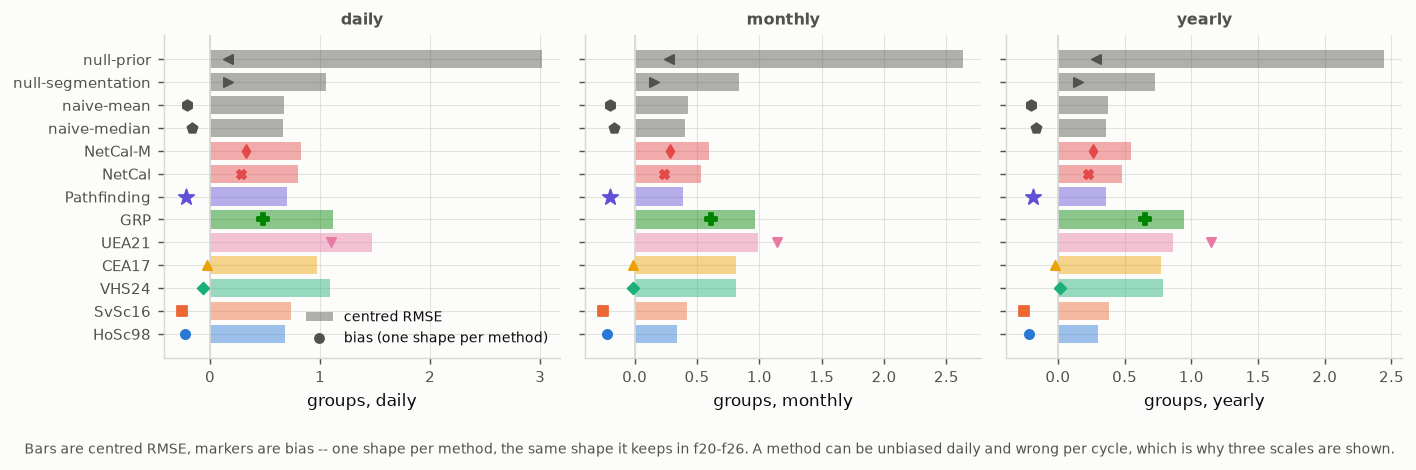 daily
monthly
yearly
null-prior
null-segmentation
naive-mean
naive-median
NetCal-M
NetCal
Pathfinding
GRP
UEA21
CEA17
VHS24
SvSc16
HoSc98
centred RMSE
bias (one shape per method)
0 1 2 3
0.0 0.5 1.0 1.5 2.0 2.5
0.0 0.5 1.0 1.5 2.0 2.5
groups, daily
groups, monthly
groups, yearly
Bars are centred RMSE, markers are bias -- one shape per method, the same shape it keeps in f20-f26. A method can be unbiased daily and wrong per cycle, which is why three scales are shown.